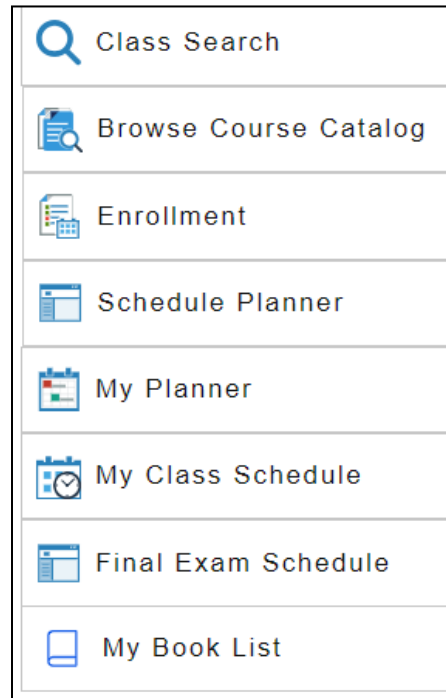 Class Search
Browse Course Catalog
Enrollment
Schedule Planner
My Planner
My Class Schedule
Final Exam Schedule
My Book List